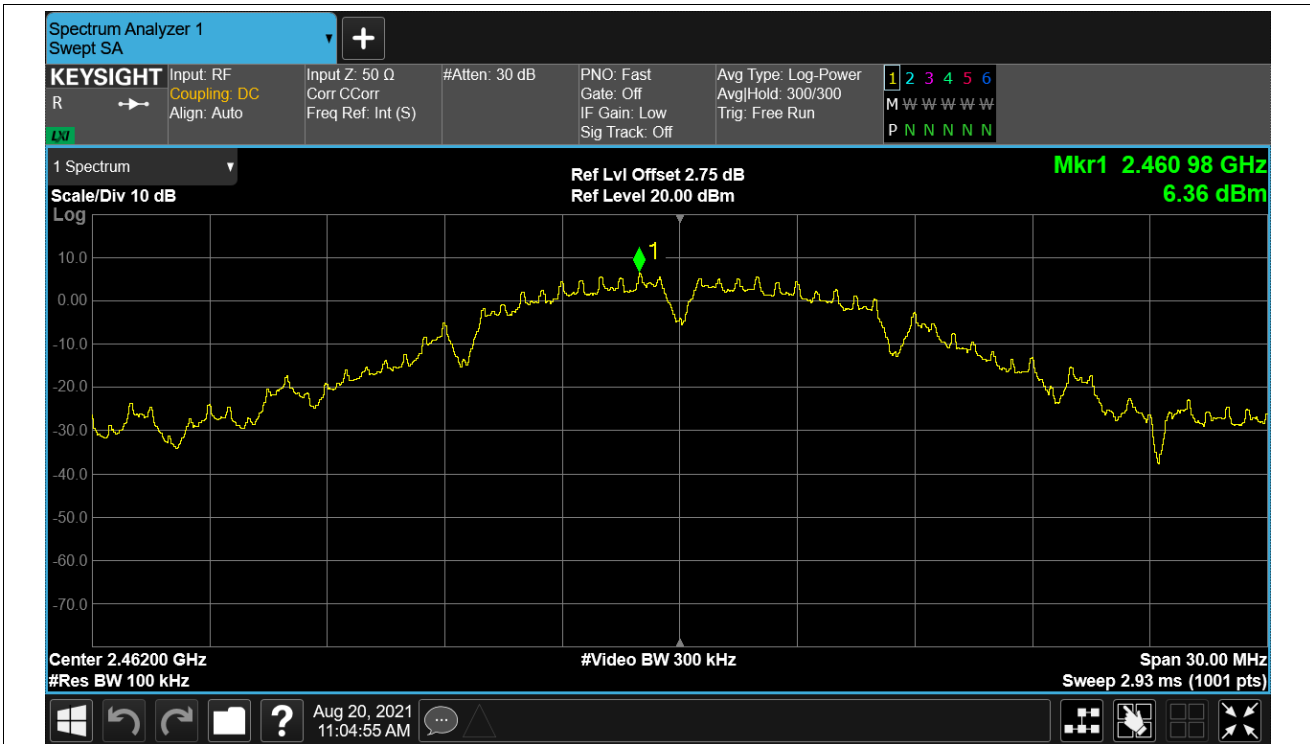 Spectrum Analyzer 1
Swept SA
KEYSIGHT
R
LXI
Input: RF
Coupling: DC
Align: Auto
Input Z: 50 Ω
Corr CCorr
Freq Ref: Int (S)
#Atten: 30 dB
PNO: Fast
Gate: Off
IF Gain: Low
Sig Track: Off
Avg Type: Log-Power
Avg|Hold: 300/300
Trig: Free Run
1 2 3 4 5 6
M W W W W W
P N N N N N
1 Spectrum
Scale/Div 10 dB
Ref Lvl Offset 2.75 dB
Ref Level 20.00 dBm
Mkr1 2.460 98 GHz
6.36 dBm
Log
1
10.0
0.00
-10.0
-20.0
-30.0
-40.0
-50.0
-60.0
-70.0
Center 2.46200 GHz
#Res BW 100 kHz
#Video BW 300 kHz
Span 30.00 MHz
Sweep 2.93 ms (1001 pts)
?
Aug 20, 2021
11:04:55 AM